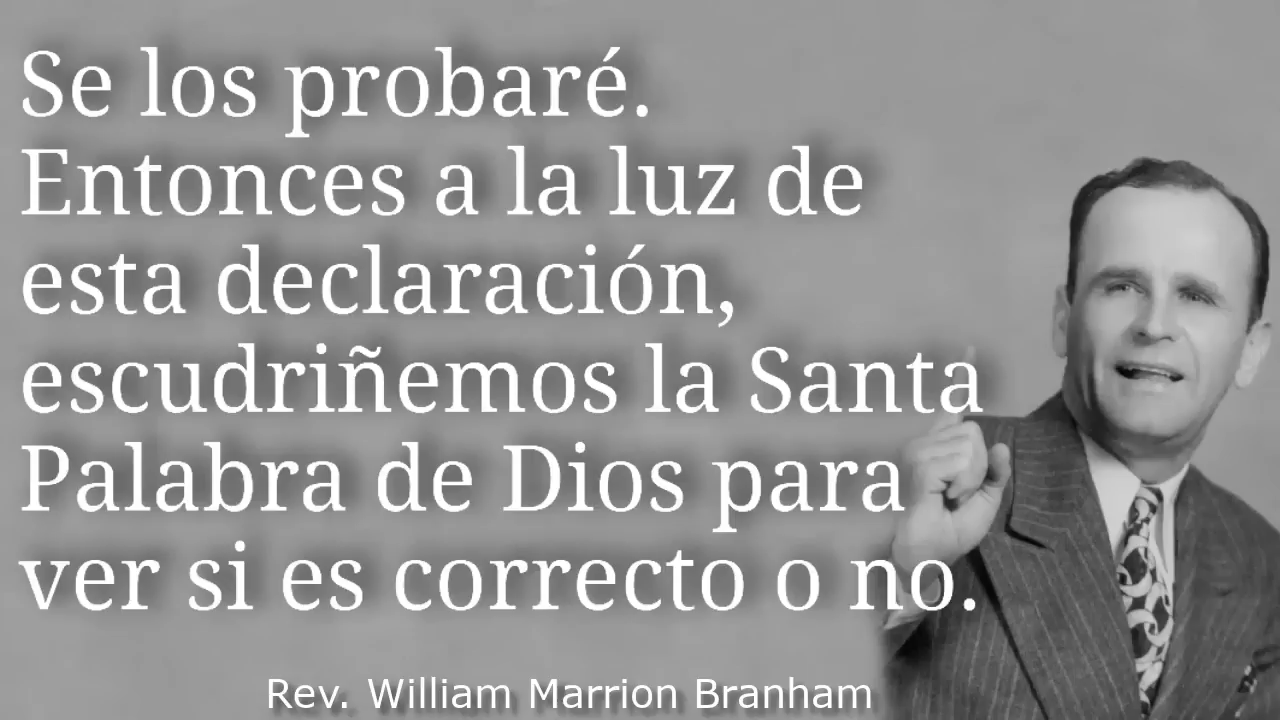 Se los probaré.
Entonces a la luz de
esta declaración,
escudriñemos la Santa
Palabra de Dios para
ver si es correcto o no.
Rev. William Marrion Branham